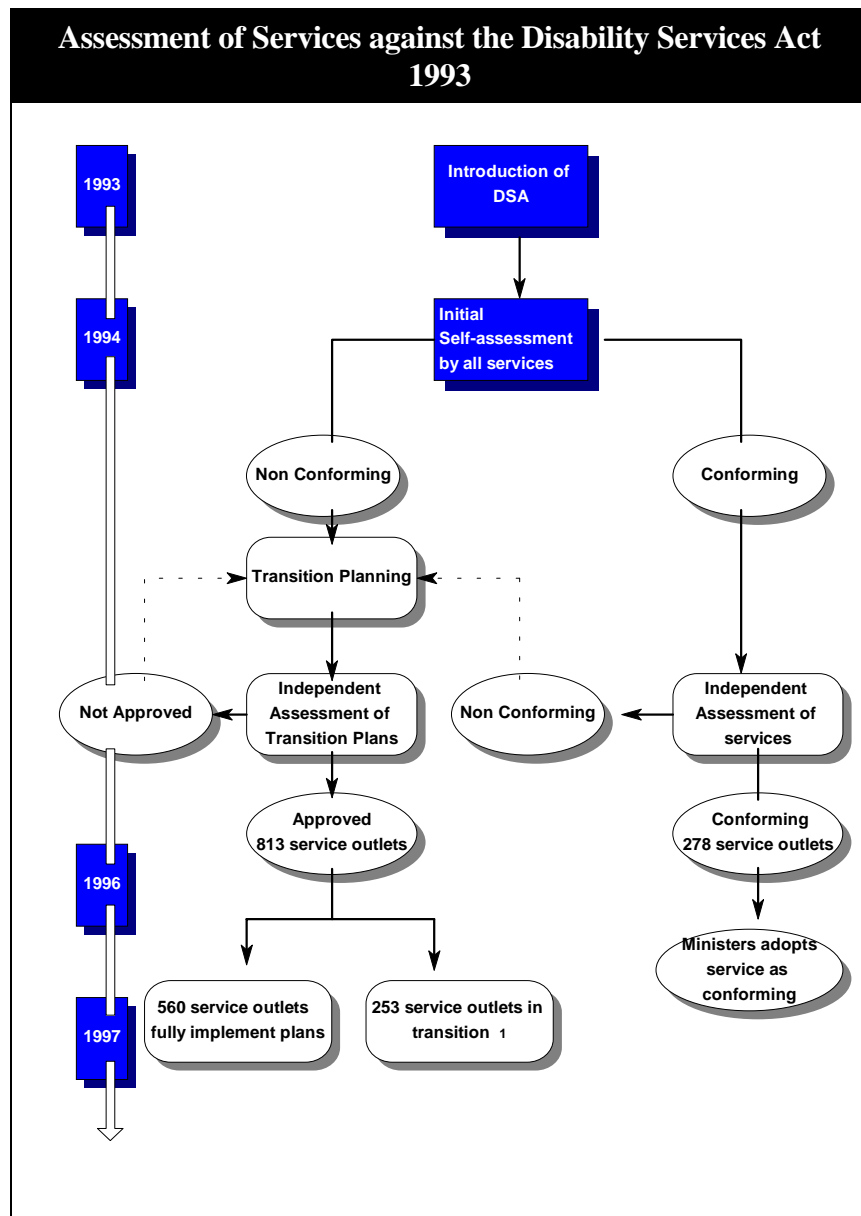 Assessment of Services against the Disability Services Act
1993
1993
Introduction of
DSA
1994
Initial
Self-assessment
by all services
Non Conforming
Conforming
Transition Planning
Not Approved
Independent
Assessment of
Transition Plans
Non Conforming
Independent
Assessment of
services
Approved
813 service outlets
Conforming
278 service outlets
1996
Ministers adopts
service as
conforming
1997
560 service outlets
fully implement plans
253 service outlets in
transition 1